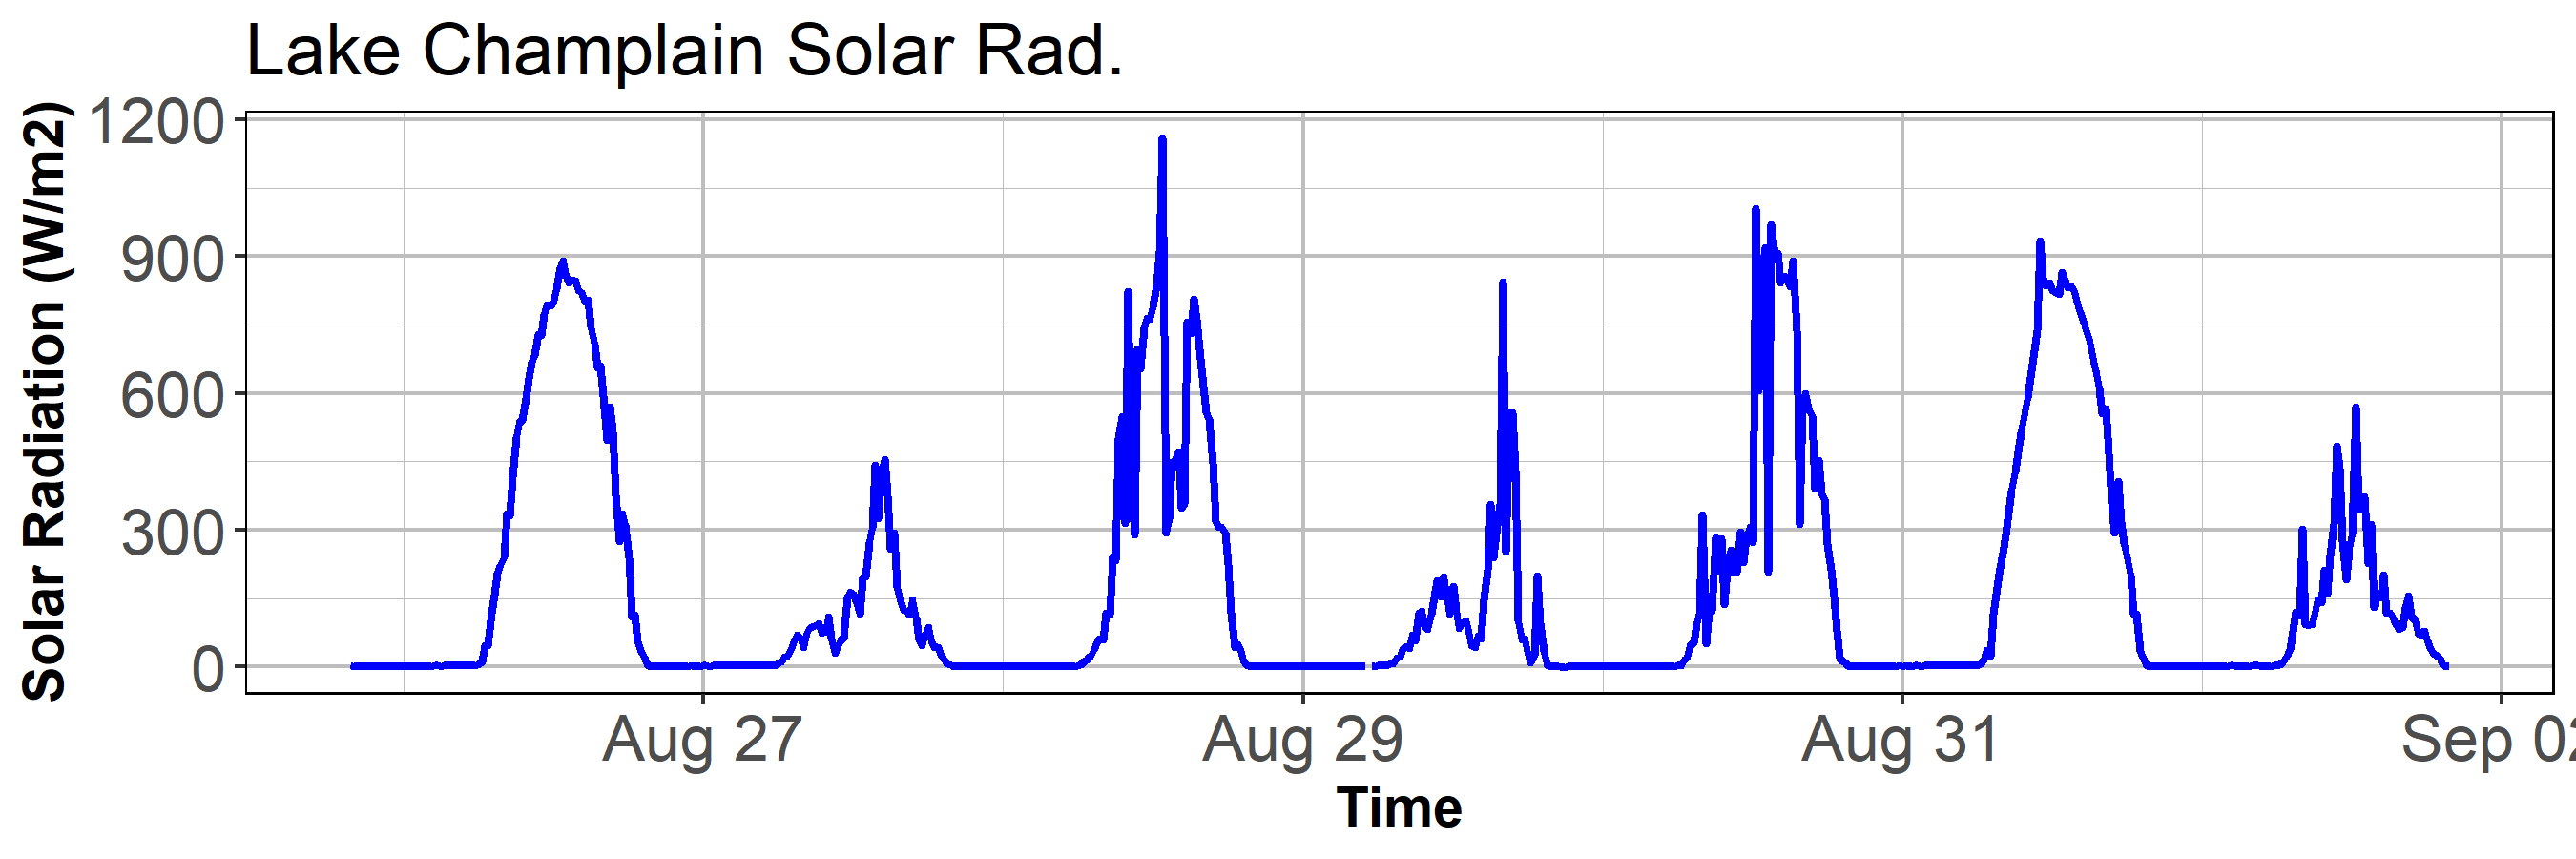 Lake Champlain Solar Rad.
Solar Radiation (W/m2)
1200
900
600
300
0
Aug 27 Aug 29 Aug 31 Sep 02
Time